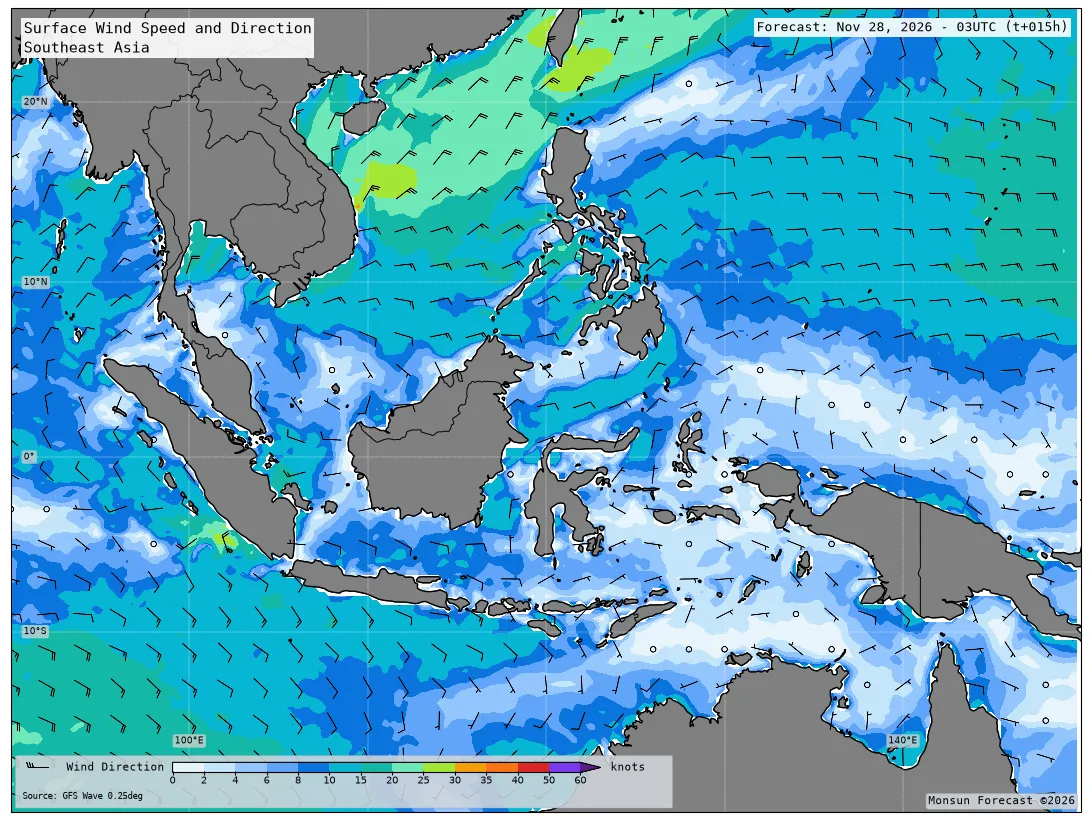 Surface Wind Speed and Direction
Southeast Asia
Forecast: Nov 28, 2026 - 03UTC (t+015h)
20°N
10°N
0°
10°S
100°E
140°E
Wind Direction
0 2 4 6 8 10 15 20 25 30 35 40 50 60
knots
Source: GFS Wave 0.25deg
Monsun Forecast ©2026